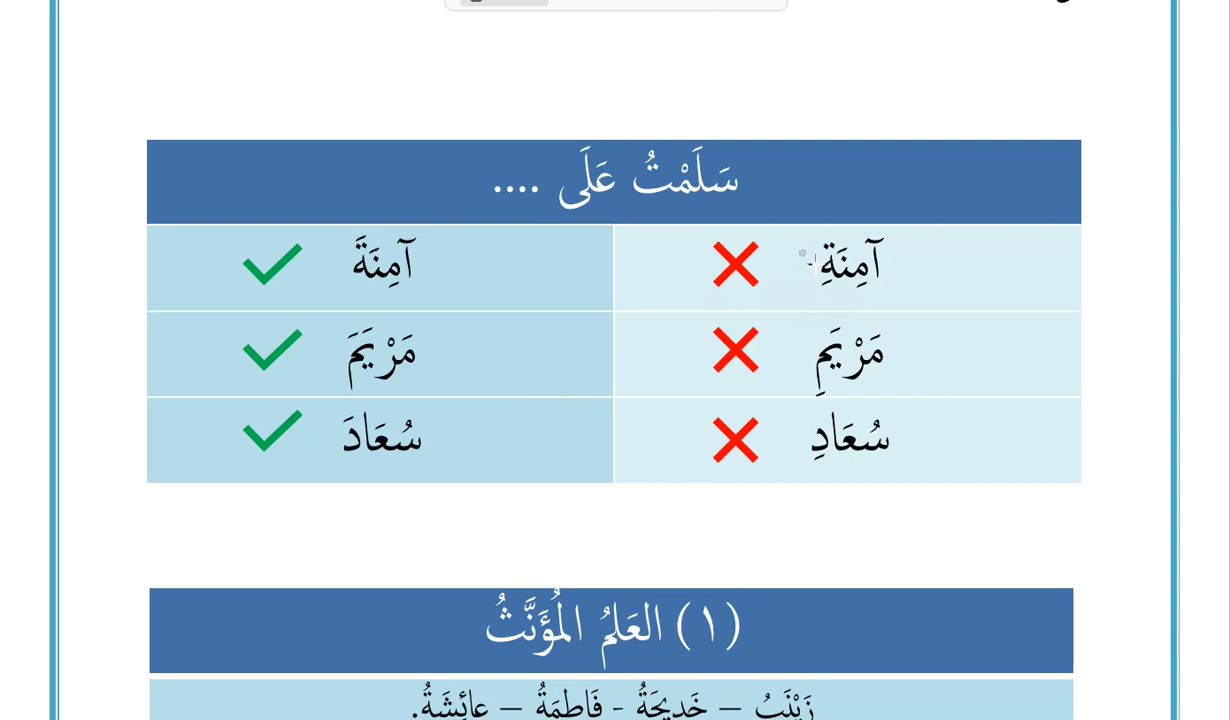 سَلَمْتُ عَلَى ....
آمِنَةِ آمِنَةَ
مَرْيَمِ مَرْيَمَ
سُعَادِ سُعَادَ
(١) العَلَمُ المُؤَنَّثُ
زَيْنَبُ – خَدِيجَةُ - فَاطِمَةُ – عائِشَةُ.